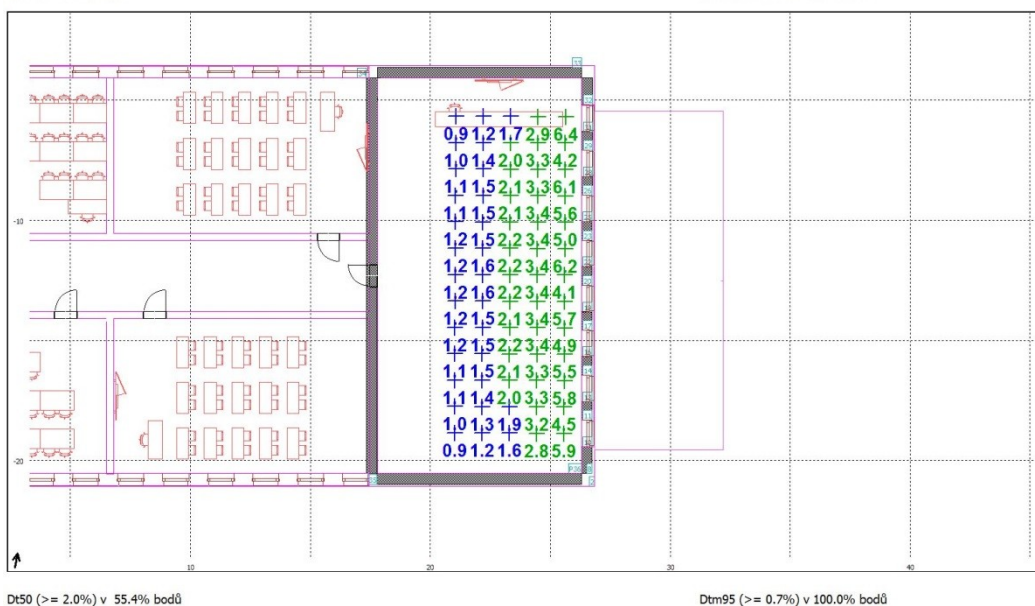 0.9 1.2 1.7 2.9 6.4
1.0 1.4 2.0 3.3 4.2
1.1 1.5 2.1 3.3 6.1
-10
1.1 1.5 2.1 3.4 5.6
1.2 1.5 2.2 3.4 5.0
1.2 1.6 2.2 3.4 6.2
1.2 1.6 2.2 3.4 4.1
1.2 1.5 2.1 3.4 5.7
1.2 1.5 2.2 3.4 4.9
1.1 1.5 2.1 3.3 5.5
1.1 1.4 2.0 3.3 5.8
1.0 1.3 1.9 3.2 4.5
0.9 1.2 1.6 2.8 5.9
-20
P36
10 20 30 40
Dt50 (>= 2.0%) v 55.4% bodů
Dtm95 (>= 0.7%) v 100.0% bodů